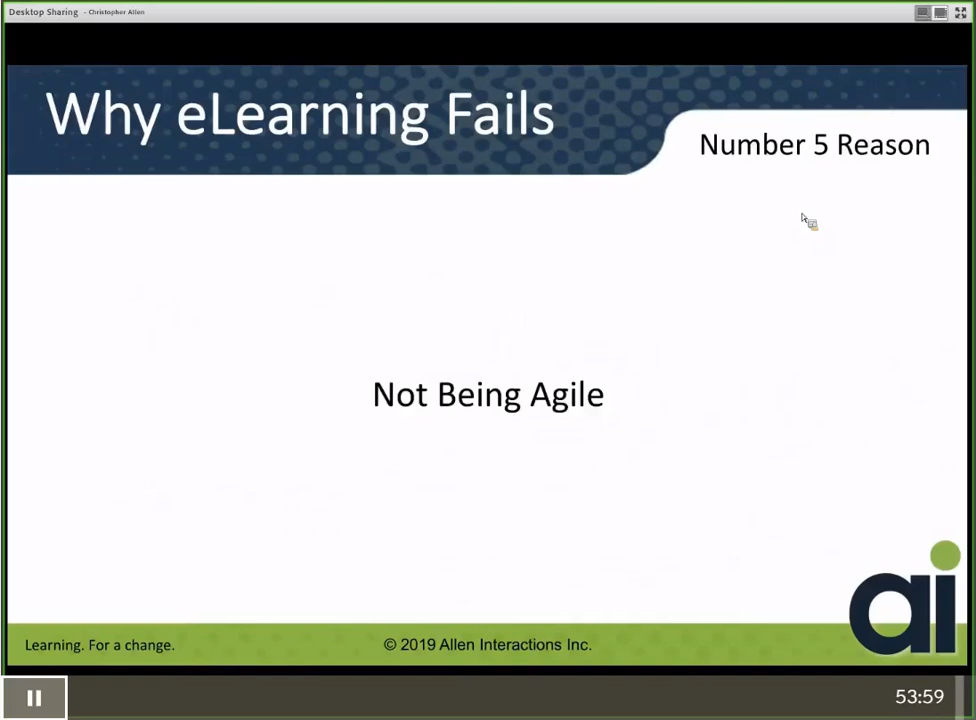 Desktop Sharing - Christopher Allen
Why eLearning Fails
Number 5 Reason
Not Being Agile
ai
Learning. For a change.
© 2019 Allen Interactions Inc.
53:59